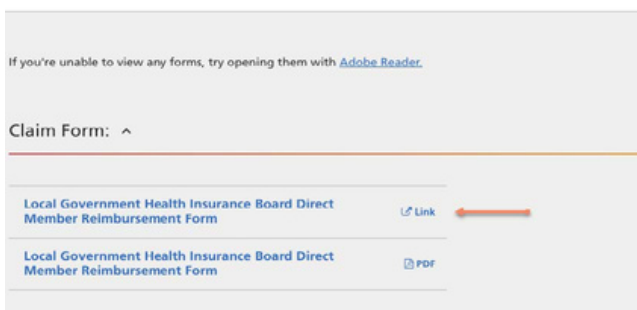 If you're unable to view any forms, try opening them with Adobe Reader.
Claim Form:
Local Government Health Insurance Board Direct
Member Reimbursement Form
Link
Local Government Health Insurance Board Direct
Member Reimbursement Form
PDF